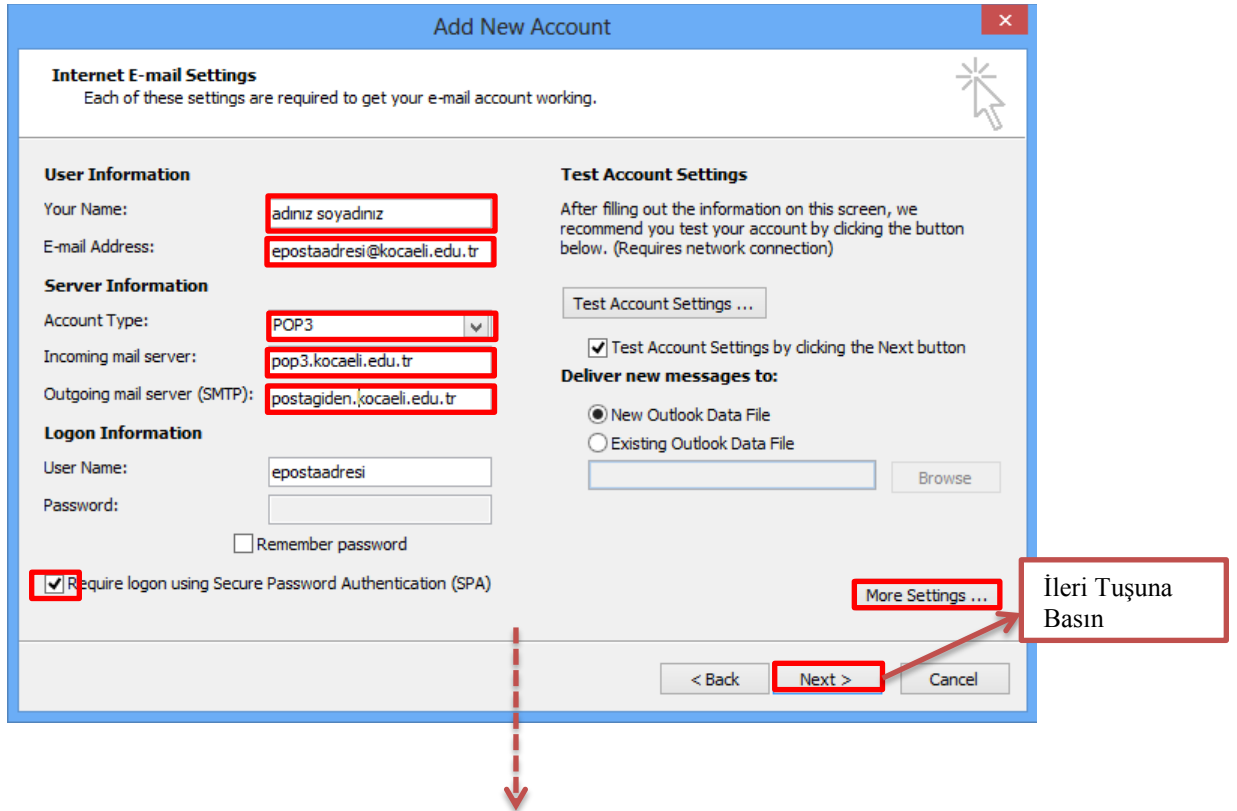 Add New Account
Internet E-mail Settings
Each of these settings are required to get your e-mail account working.
User Information
Your Name:
adınız soyadınız
E-mail Address:
epostaadresi@kocaeli.edu.tr
Server Information
Account Type:
POP3
Incoming mail server:
pop3.kocaeli.edu.tr
Outgoing mail server (SMTP):
postagiden.kocaeli.edu.tr
Logon Information
User Name:
epostaadresi
Password:
Remember password
Require logon using Secure Password Authentication (SPA)
Test Account Settings
After filling out the information on this screen, we
recommend you test your account by clicking the button
below. (Requires network connection)
Test Account Settings ...
Test Account Settings by clicking the Next button
Deliver new messages to:
New Outlook Data File
Existing Outlook Data File
Browse
More Settings ...
İleri Tuşuna
Basın
< Back
Next >
Cancel